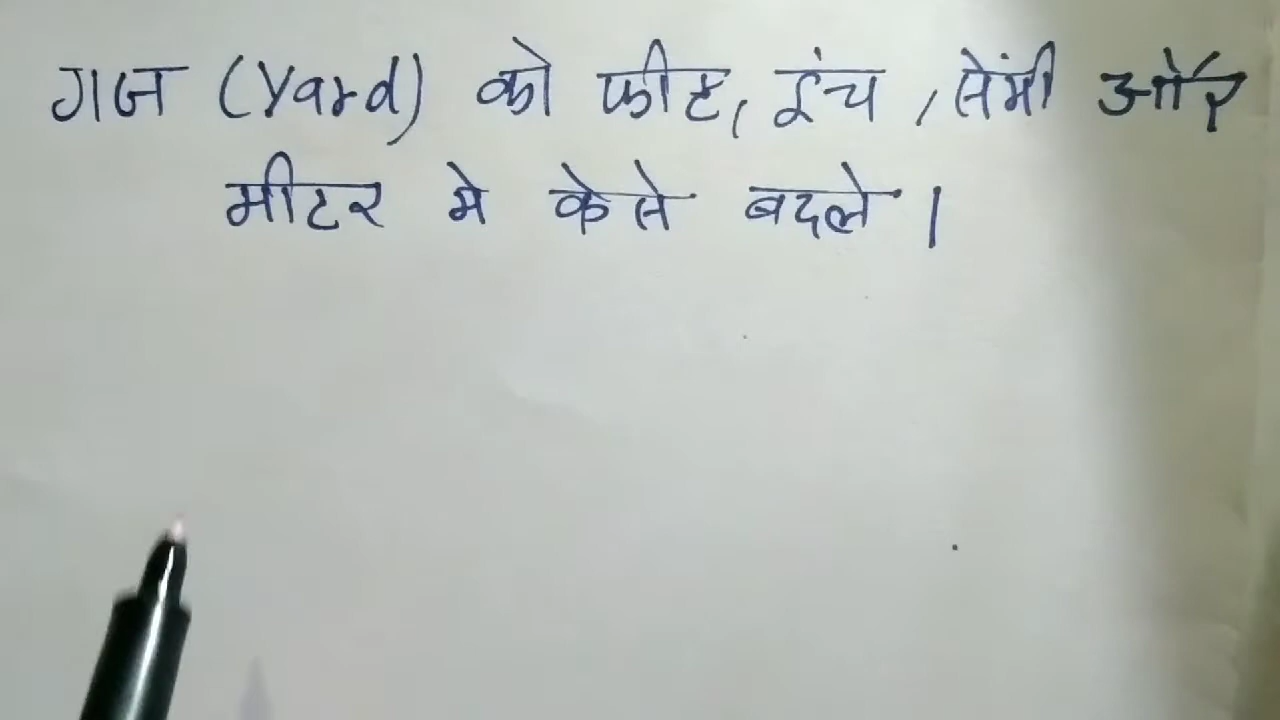 गज (Yard) को फीट, इंच, सेंमी और
मीटर मे केसे बदले।